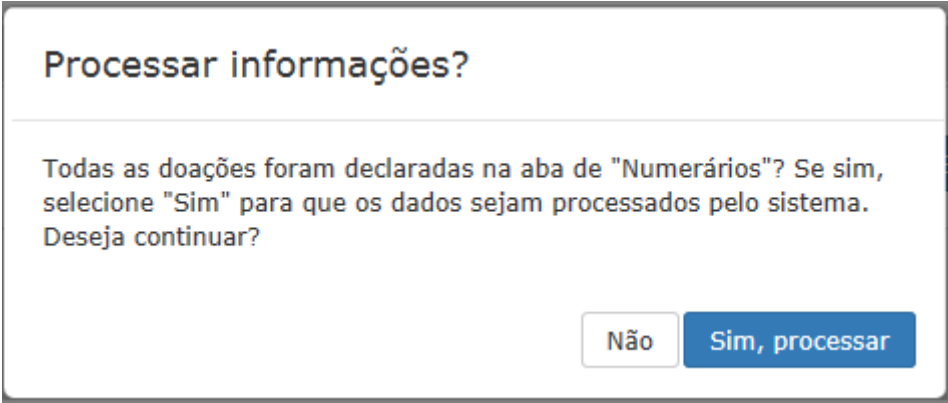 Processar informações?
Todas as doações foram declaradas na aba de "Numerários"? Se sim,
selecione "Sim" para que os dados sejam processados pelo sistema.
Deseja continuar?
Não
Sim, processar